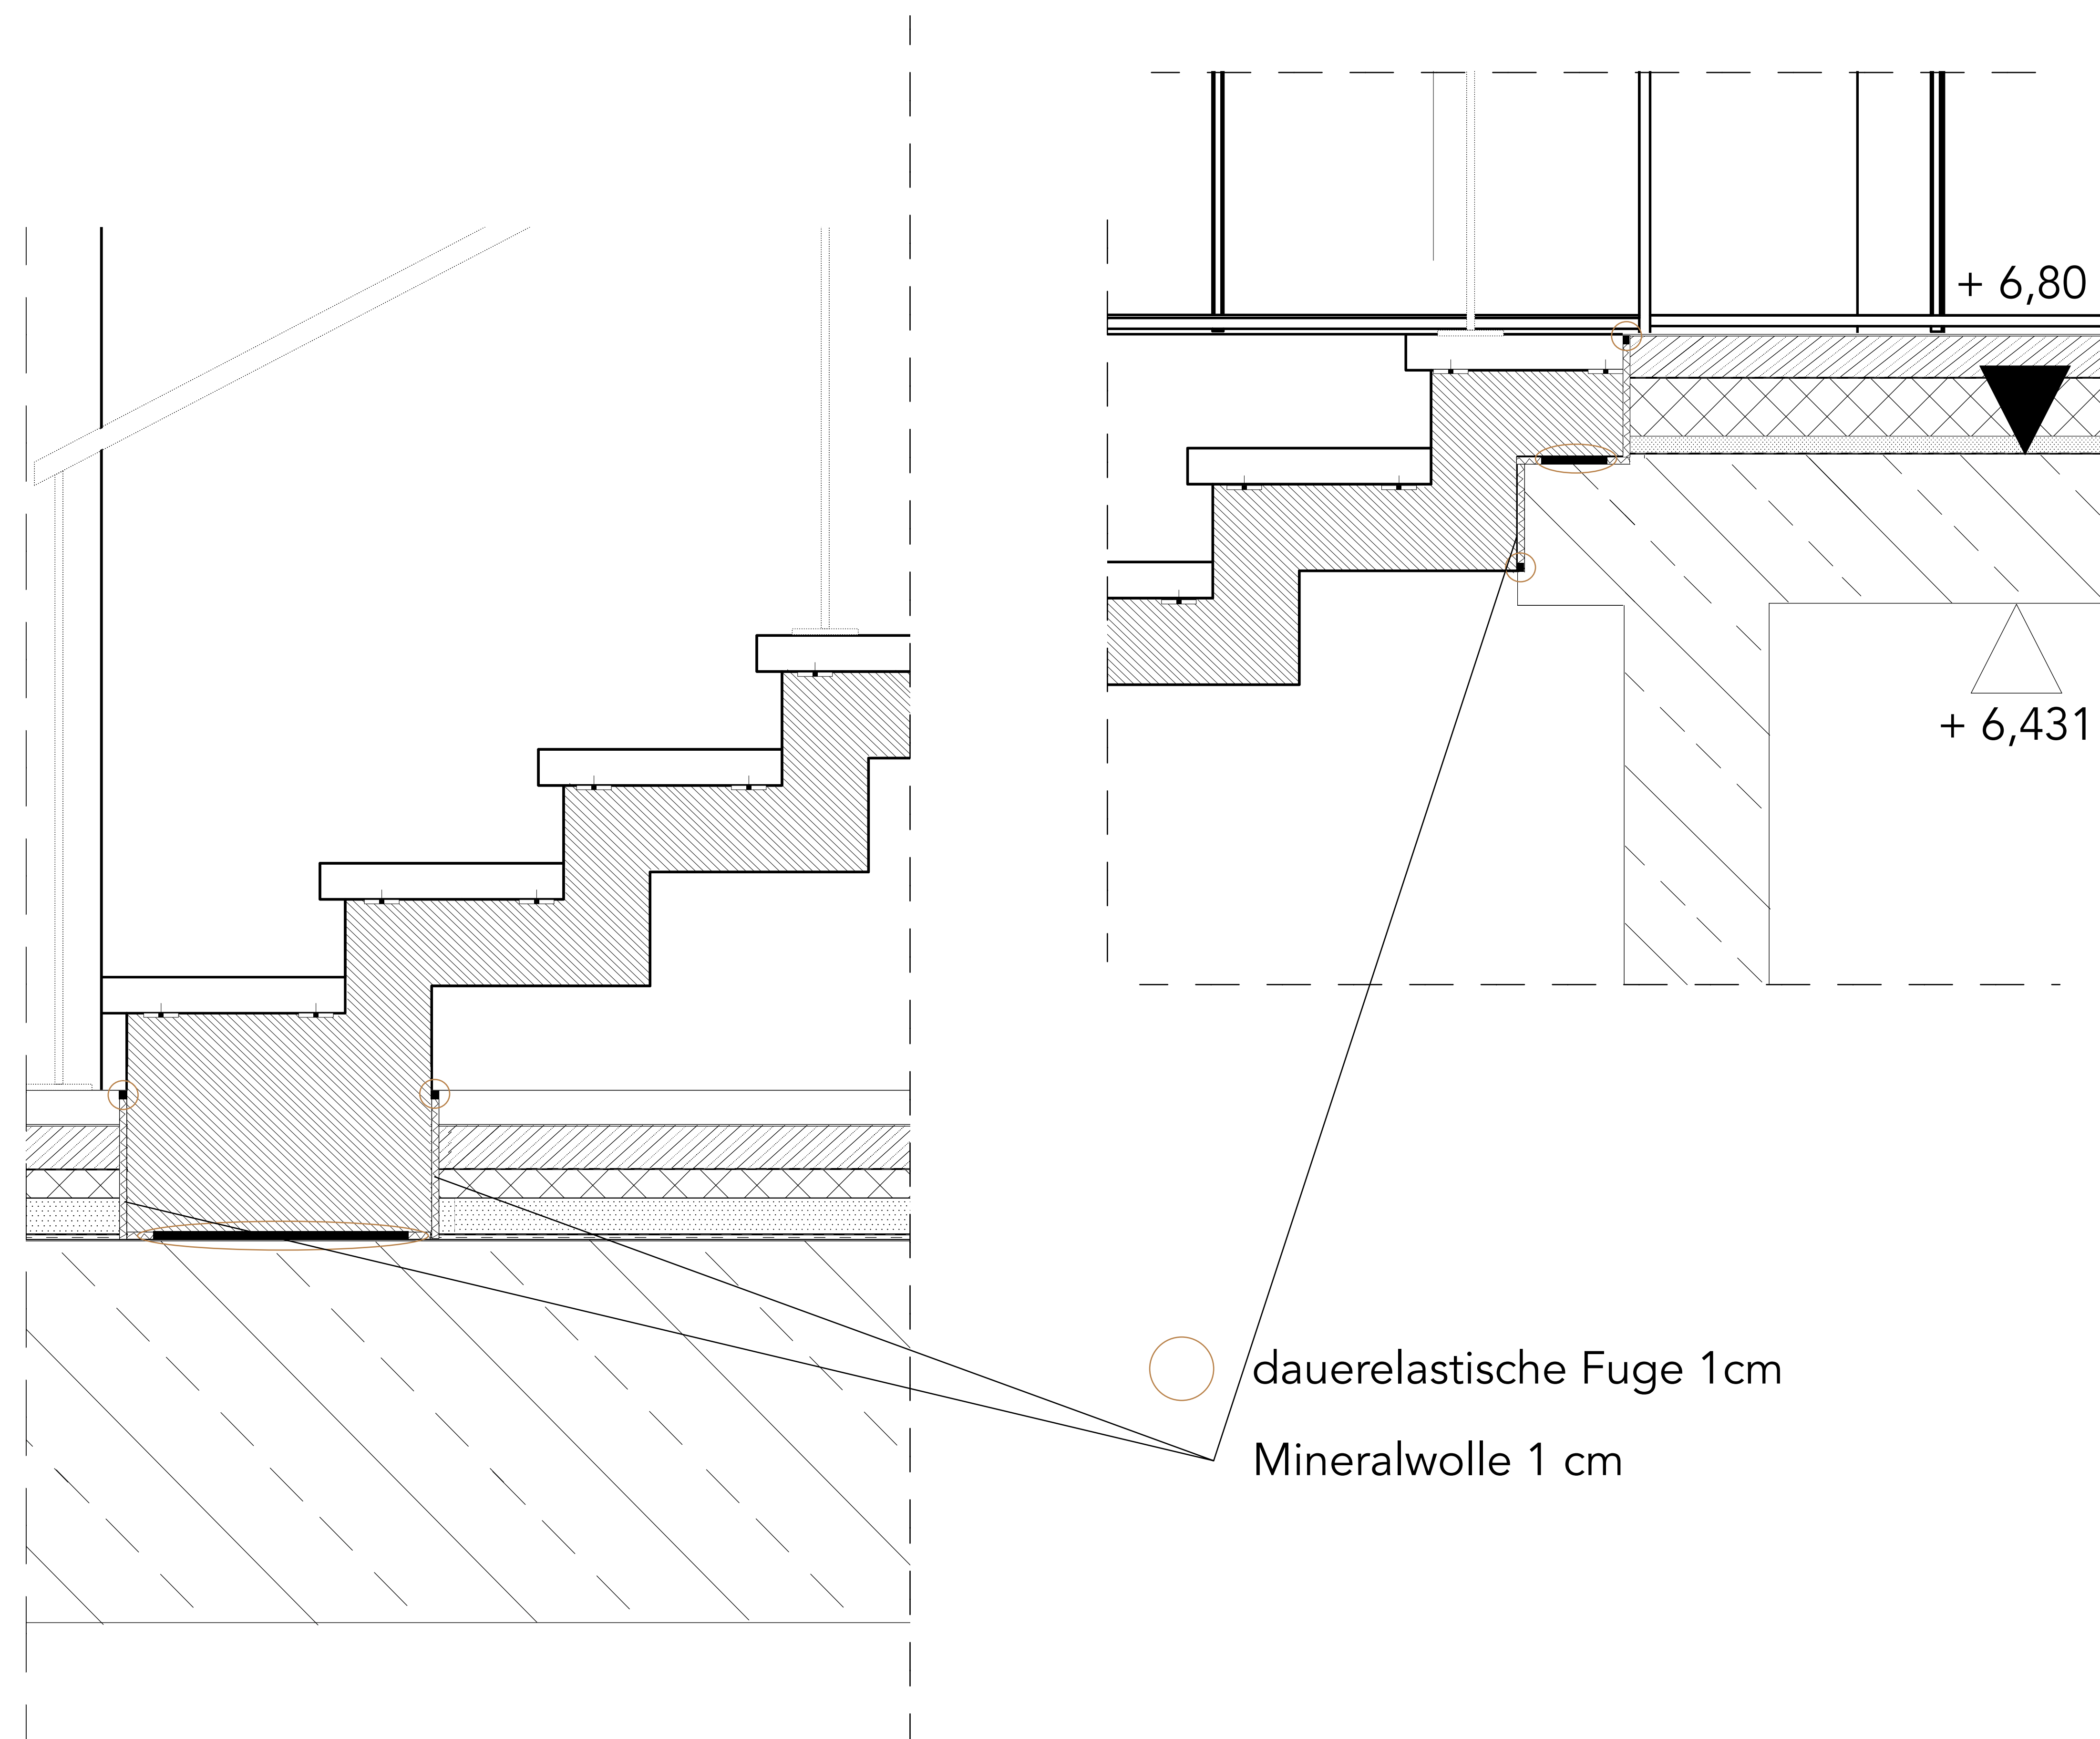 + 6,80
+ 6,431
dauerelastische Fuge 1cm
Mineralwolle 1 cm